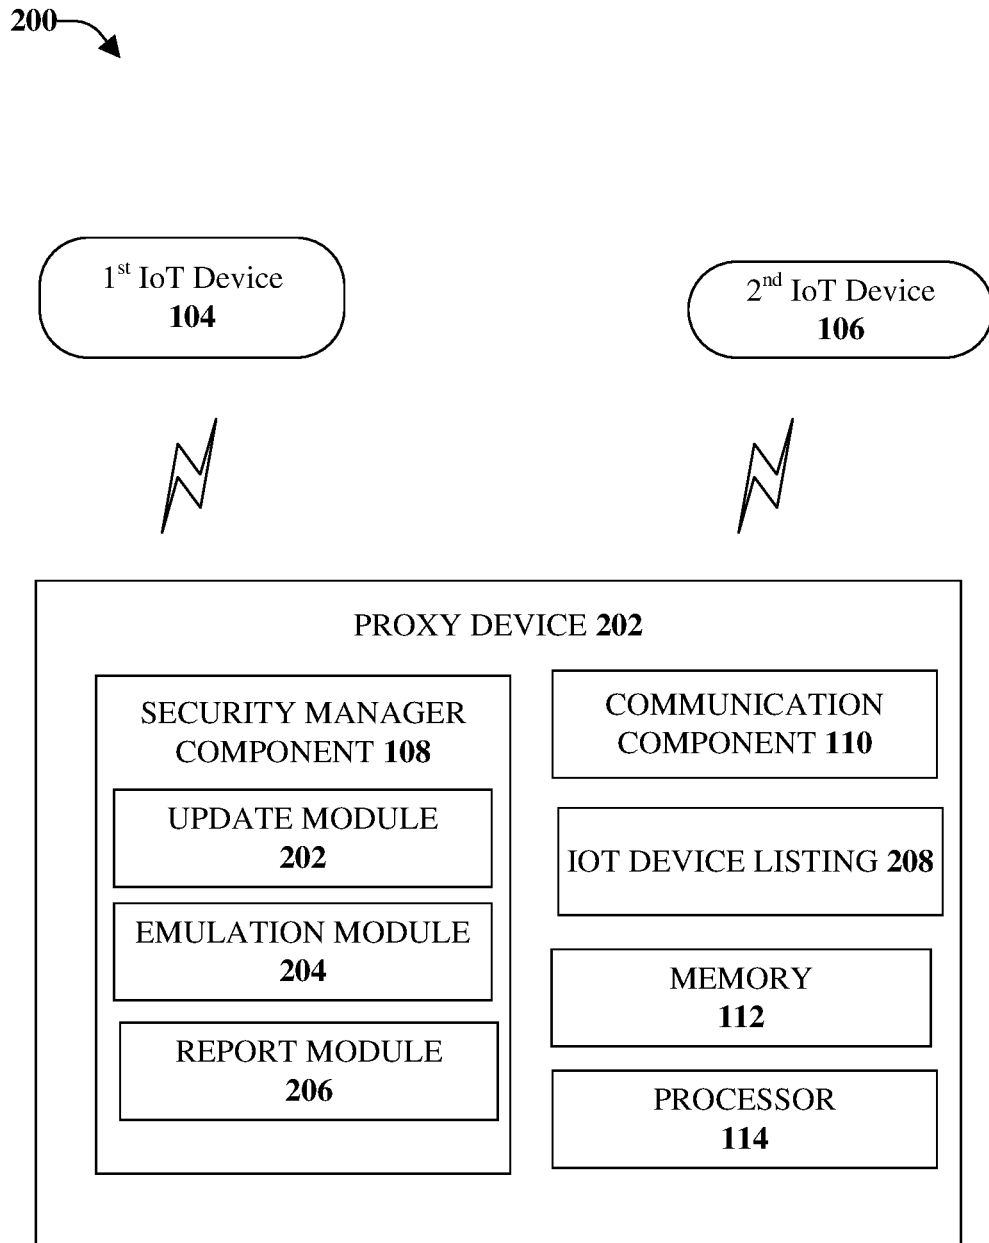 200
1st IoT Device
104
2nd IoT Device
106
PROXY DEVICE 202
SECURITY MANAGER
COMPONENT 108
UPDATE MODULE
202
EMULATION MODULE
204
REPORT MODULE
206
COMMUNICATION
COMPONENT 110
IOT DEVICE LISTING 208
MEMORY
112
PROCESSOR
114